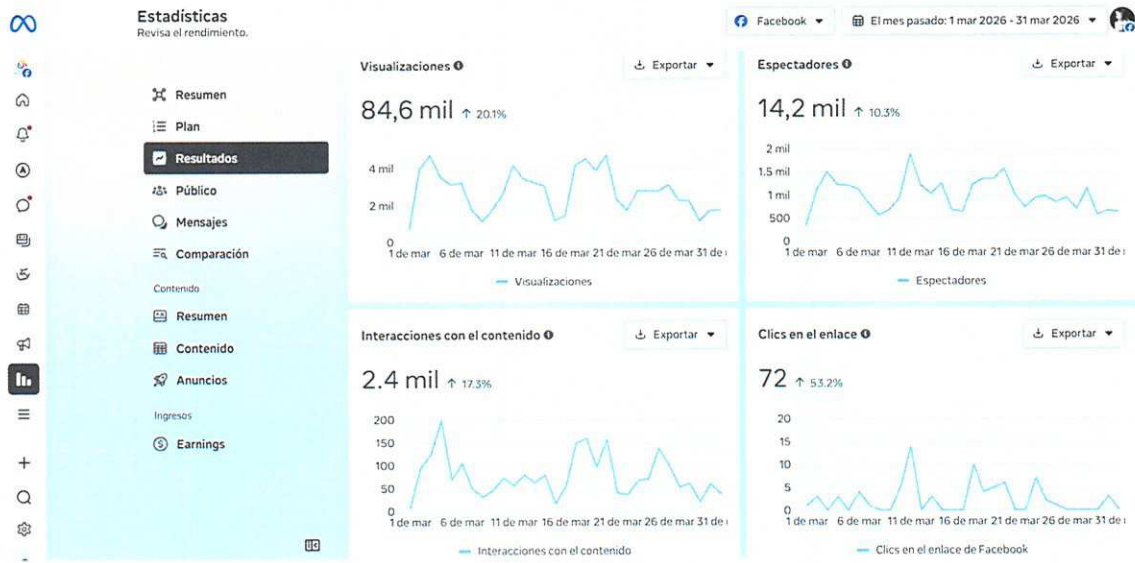 Estadísticas
Revisa el rendimiento.
Facebook
El mes pasado: 1 mar 2026 - 31 mar 2026
Resumen
Plan
Resultados
Público
Mensajes
Comparación
Contenido
Resumen
Contenido
Anuncios
Ingresos
Earnings
Visualizaciones
Exportar
84,6 mil ↑ 20.1%
4 mil
2 mil
0
1 de mar 6 de mar 11 de mar 16 de mar 21 de mar 26 de mar 31 de
Visualizaciones
Espectadores
Exportar
14,2 mil ↑ 10.3%
2 mil
1.5 mil
1 mil
500
0
1 de mar 6 de mar 11 de mar 16 de mar 21 de mar 26 de mar 31 de
Espectadores
Interacciones con el contenido
Exportar
2.4 mil ↑ 17.3%
200
150
100
50
0
1 de mar 6 de mar 11 de mar 16 de mar 21 de mar 26 de mar 31 de
Interacciones con el contenido
Clics en el enlace
Exportar
72 ↑ 53.2%
20
15
10
5
0
1 de mar 6 de mar 11 de mar 16 de mar 21 de mar 26 de mar 31 de
Clics en el enlace de Facebook